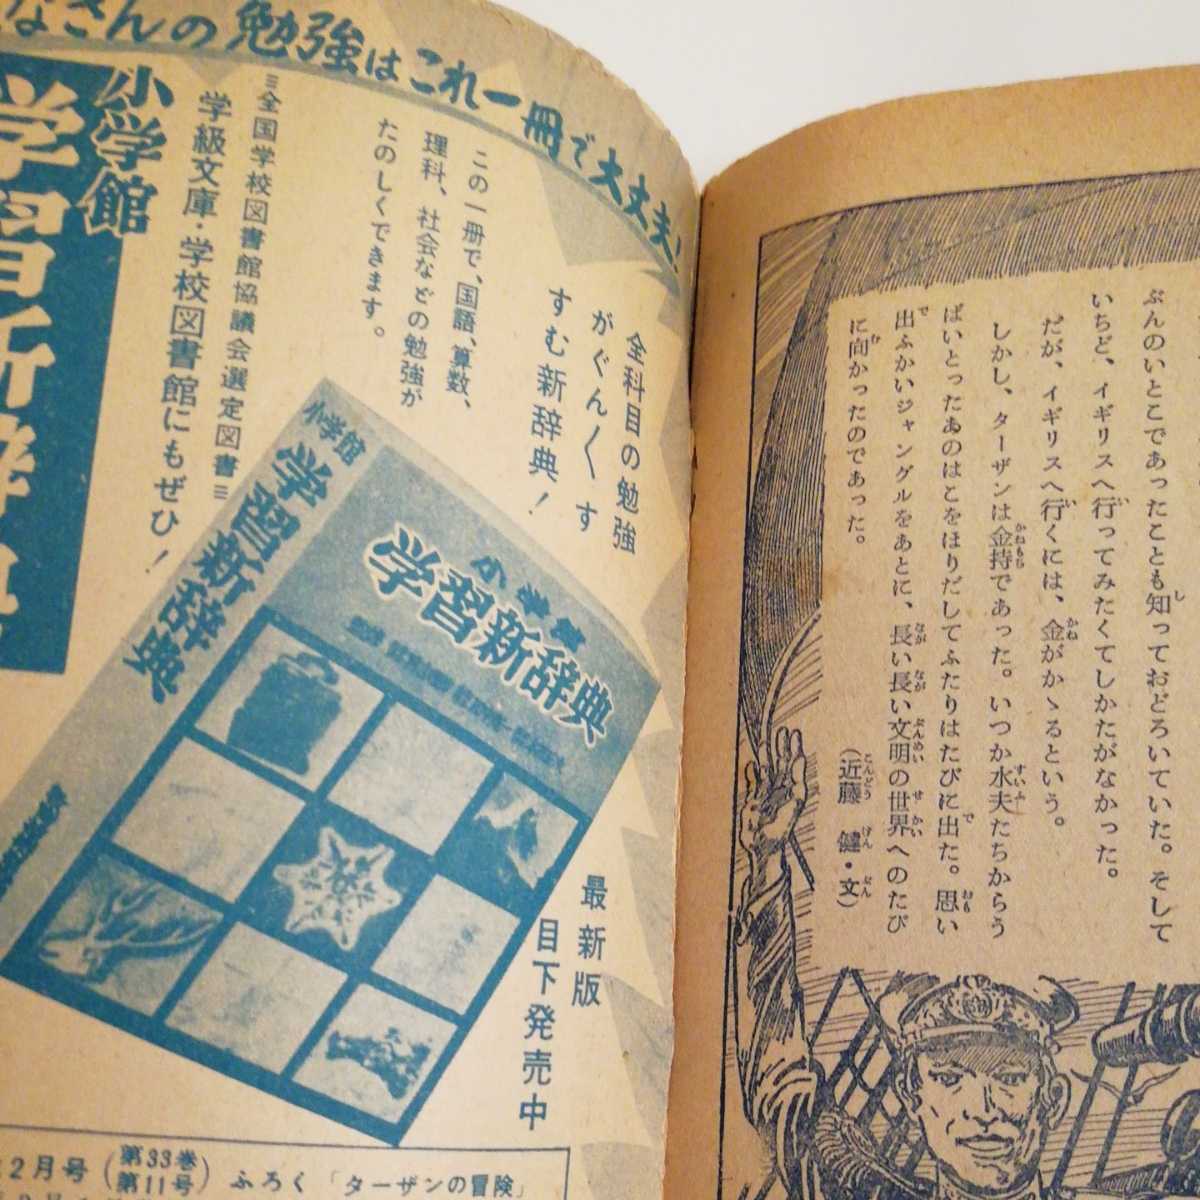 ぶんのいとこであったことも知っておどろいていた。そして
いちど、イギリスへ行ってみたくてしかたがなかった。
だが、イギリスへ行くには、金がかゝるという。
しかし、ターザンは金持であった。いつか水夫たちからう
ばいとったあのはこをほりだしてふたりはたびに出た。思い
出ふかいジャングルをあとに、長い長い文明の世界へのたび
に向かったのであった。
（近藤 健・文）
なさんの勉強はこれ一冊で大丈夫！
全科目の勉強
がぐんぐんす
すむ新辞典！
この一冊で、国語、算数、
理科、社会などの勉強が
たのしくできます。
≡全国学校図書館協議会選定図書≡
学級文庫・学校図書館にもぜひ！
小学館
学習新辞典
小学館
学習新辞典
小学館
学習新辞典
最新版
目下発売中
2月号（第33巻 第11号）ふろく「ターザンの冒険」